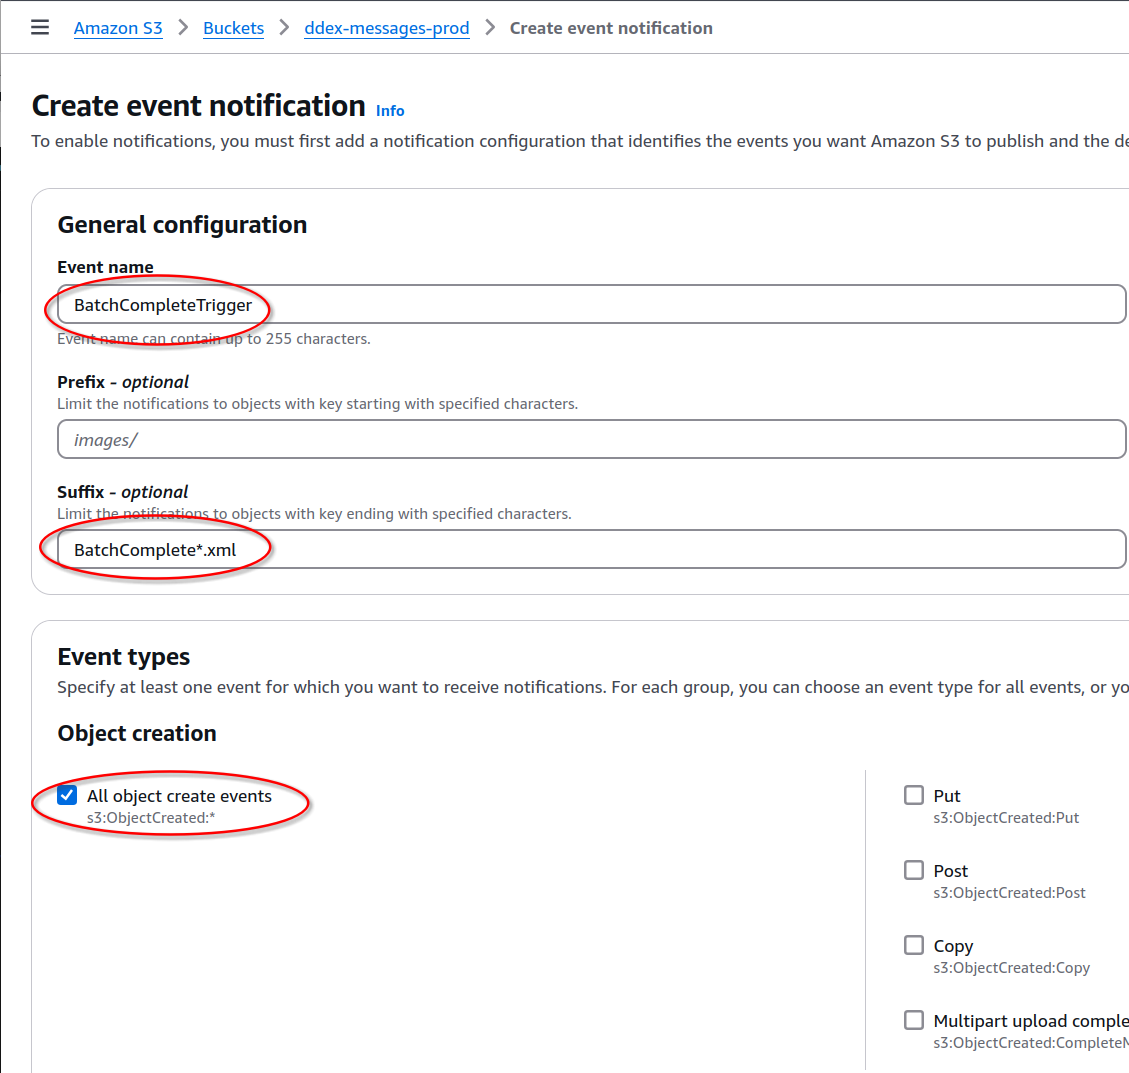 Amazon S3 > Buckets > ddex-messages-prod > Create event notification
Create event notification Info
To enable notifications, you must first add a notification configuration that identifies the events you want Amazon S3 to publish and the
General configuration
Event name
BatchCompleteTrigger
Event name can contain up to 255 characters.
Prefix - optional
Limit the notifications to objects with key starting with specified characters.
images/
Suffix - optional
Limit the notifications to objects with key ending with specified characters.
BatchComplete*.xml
Event types
Specify at least one event for which you want to receive notifications. For each group, you can choose an event type for all events, or
Object creation
All object create events
s3:ObjectCreated:*
Put
s3:ObjectCreated:Put
Post
s3:ObjectCreated:Post
Copy
s3:ObjectCreated:Copy
Multipart upload